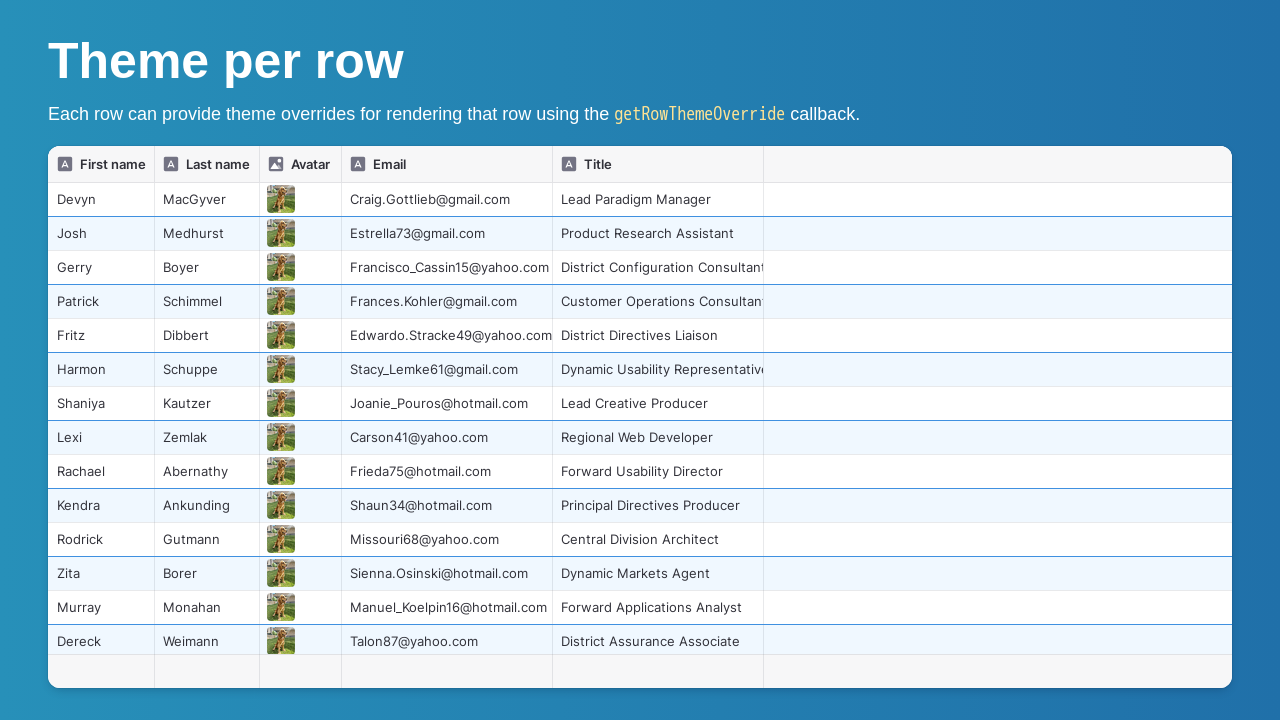 Theme per row
Each row can provide theme overrides for rendering that row using the getRowThemeOverride callback.
First name Last name Avatar Email Title
Devyn MacGyver Craig.Gottlieb@gmail.com Lead Paradigm Manager
Josh Medhurst Estrella73@gmail.com Product Research Assistant
Gerry Boyer Francisco_Cassin15@yahoo.com District Configuration Consultant
Patrick Schimmel Frances.Kohler@gmail.com Customer Operations Consultant
Fritz Dibbert Edwardo.Stracke49@yahoo.com District Directives Liaison
Harmon Schuppe Stacy_Lemke61@gmail.com Dynamic Usability Representative
Shaniya Kautzer Joanie_Pouros@hotmail.com Lead Creative Producer
Lexi Zemlak Carson41@yahoo.com Regional Web Developer
Rachael Abernathy Frieda75@hotmail.com Forward Usability Director
Kendra Ankunding Shaun34@hotmail.com Principal Directives Producer
Rodrick Gutmann Missouri68@yahoo.com Central Division Architect
Zita Borer Sienna.Osinski@hotmail.com Dynamic Markets Agent
Murray Monahan Manuel_Koelpin16@hotmail.com Forward Applications Analyst
Dereck Weimann Talon87@yahoo.com District Assurance Associate